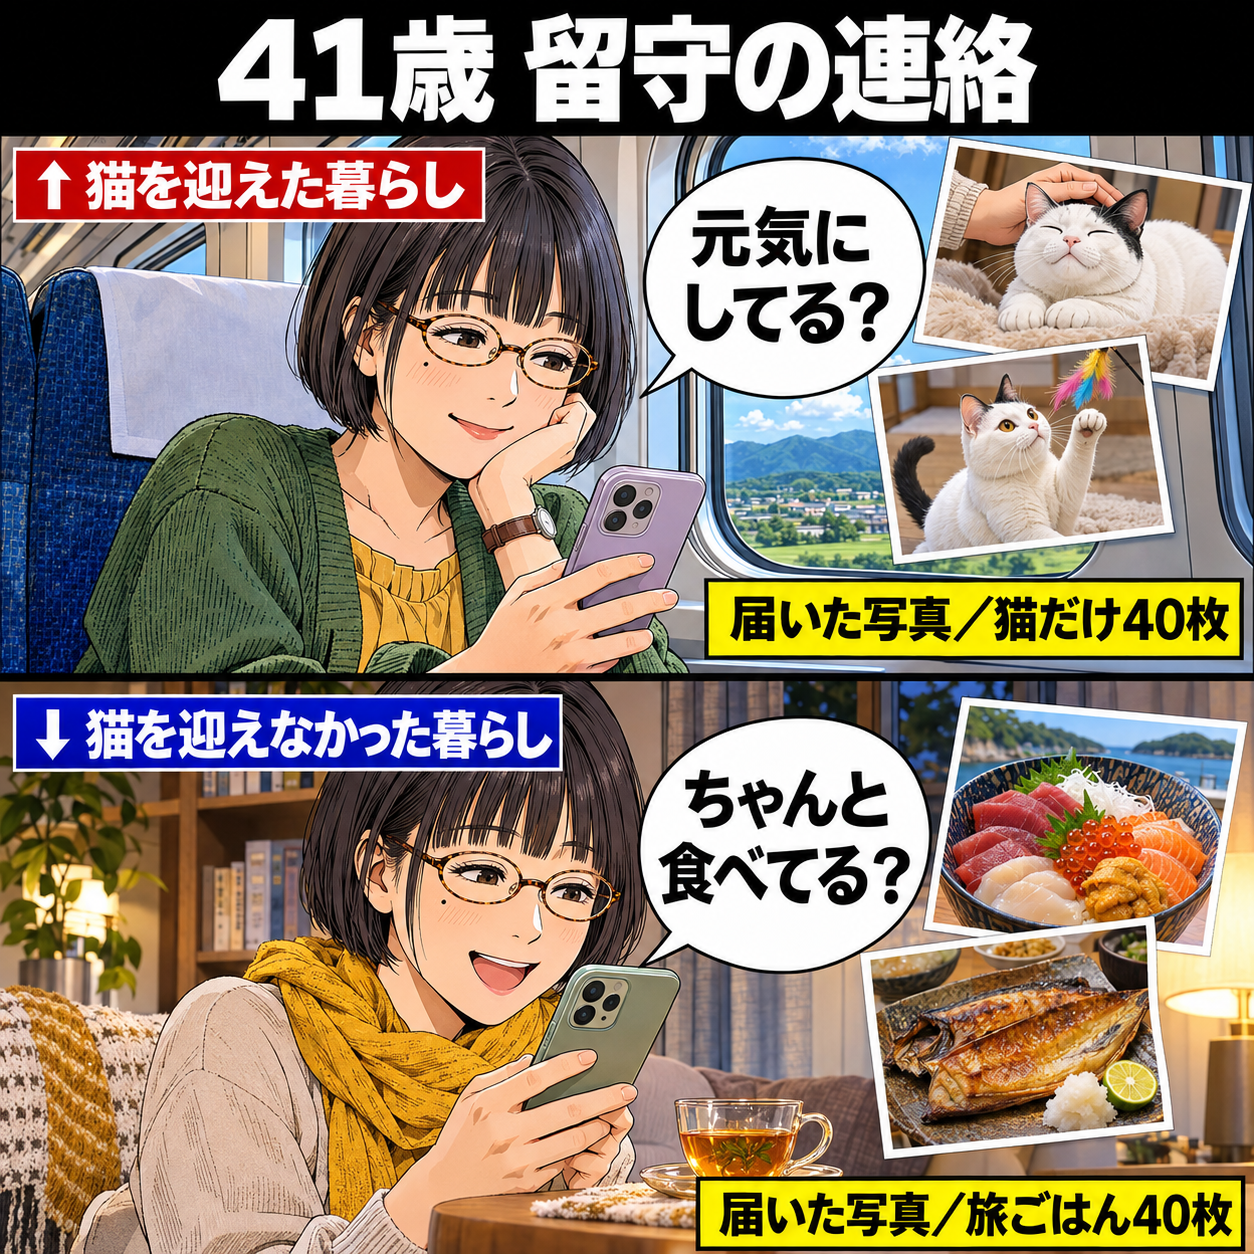 41歳 留守の連絡
↑ 猫を迎えた暮らし
元気に
してる?
届いた写真／猫だけ40枚
↓ 猫を迎えなかった暮らし
ちゃんと
食べてる?
届いた写真／旅ごはん40枚